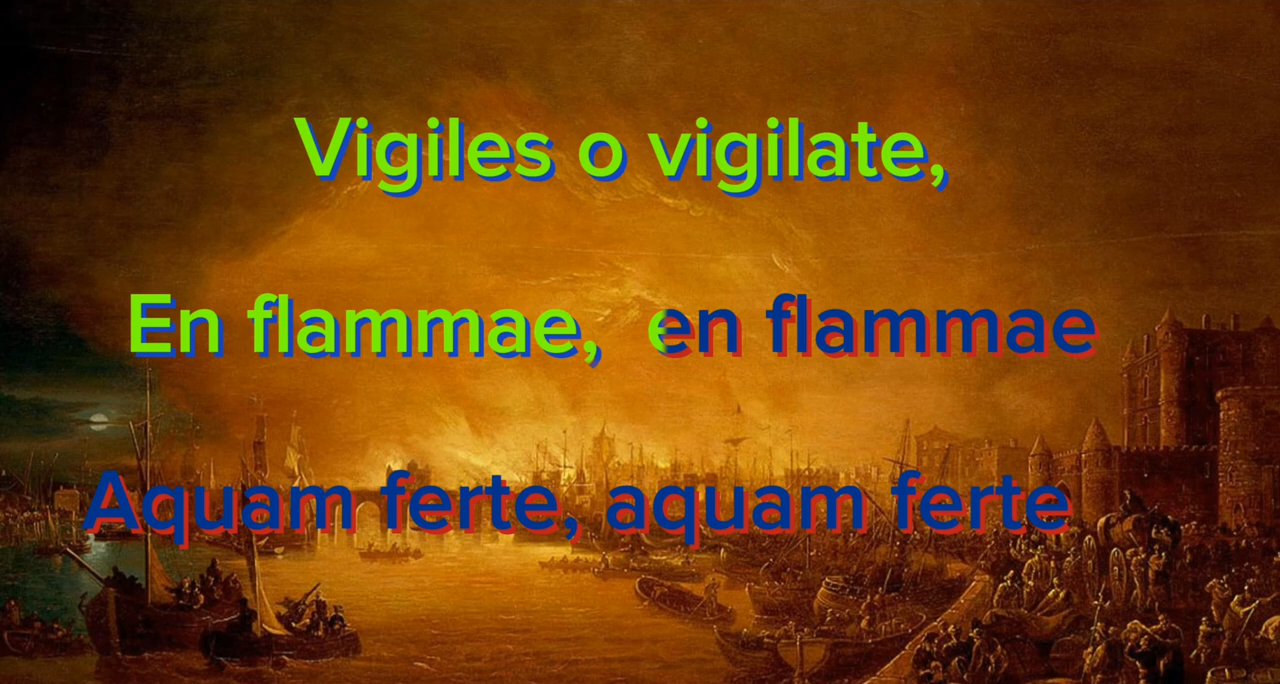 Vigiles o vigilate,
En flammae, en flammae
Aquam ferte, aquam ferte